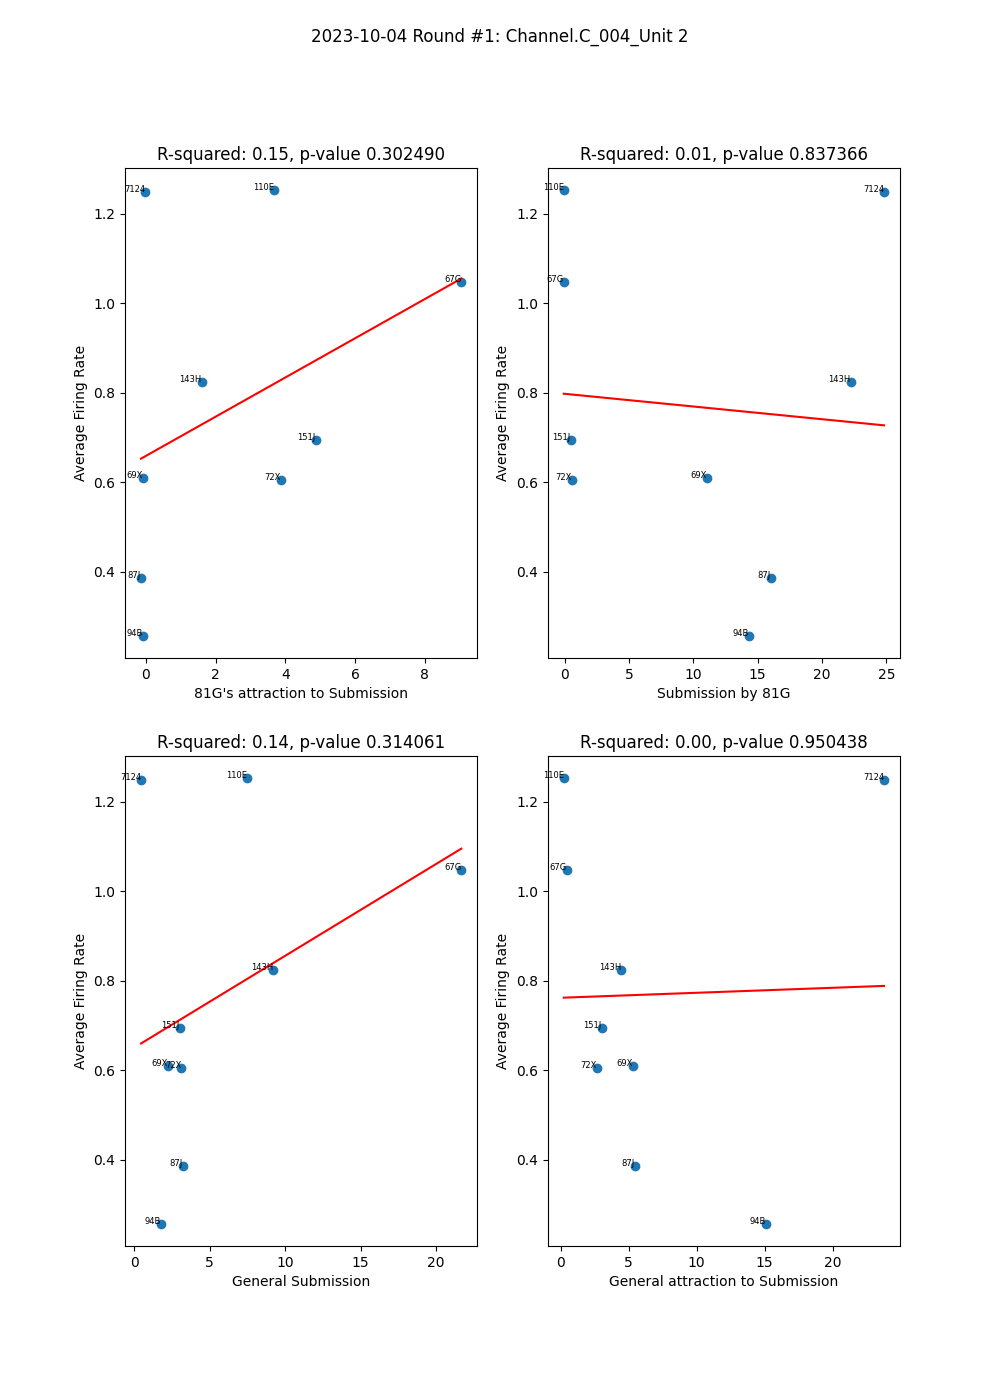 2023-10-04 Round #1: Channel.C_004_Unit 2
R-squared: 0.15, p-value 0.302490
7124
110E
67G
143H
151J
69X
72X
87J
94B
1.2
1.0
0.8
0.6
0.4
Average Firing Rate
0 2 4 6 8
81G's attraction to Submission
R-squared: 0.01, p-value 0.837366
110E
7124
67G
143H
151J
72X
69X
87J
94B
1.2
1.0
0.8
0.6
0.4
Average Firing Rate
0 5 10 15 20 25
Submission by 81G
R-squared: 0.14, p-value 0.314061
7124
110E
67G
143H
151J
69X
72X
87J
94B
1.2
1.0
0.8
0.6
0.4
Average Firing Rate
0 5 10 15 20
General Submission
R-squared: 0.00, p-value 0.950438
110E
7124
67G
143H
151J
72X
69X
87J
94B
1.2
1.0
0.8
0.6
0.4
Average Firing Rate
0 5 10 15 20
General attraction to Submission